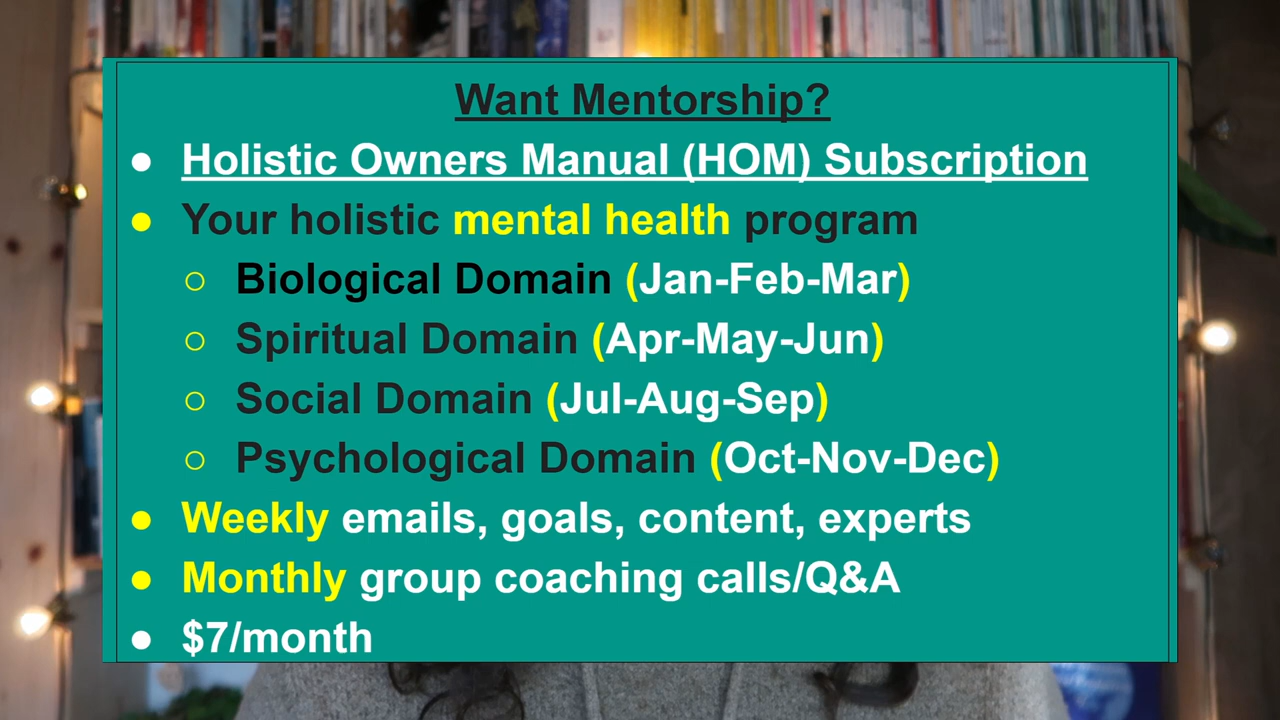 Want Mentorship?
● Holistic Owners Manual (HOM) Subscription
● Your holistic mental health program
○ Biological Domain (Jan-Feb-Mar)
○ Spiritual Domain (Apr-May-Jun)
○ Social Domain (Jul-Aug-Sep)
○ Psychological Domain (Oct-Nov-Dec)
● Weekly emails, goals, content, experts
● Monthly group coaching calls/Q&A
● $7/month